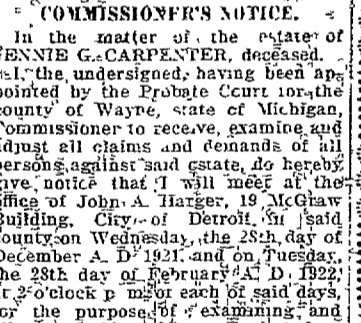 COMMISSIONER'S NOTICE.
In the matter of the estate of
JENNIE G. CARPENTER, deceased.
I, the undersigned, having been ap-
pointed by the Probate Court for the
county of Wayne, state of Michigan,
Commissioner to receive, examine and
adjust all claims and demands of all
persons against said estate, do hereby
give notice that I will meet at the
office of John A. Harger, 19 McGraw
Building, City of Detroit in said
county on Wednesday, the 28th, day of
December A. D. 1921 and on Tuesday,
the 28th day of February A. D. 1922,
at 2 o'clock p. m. of each of said days,
for the purpose of examining and